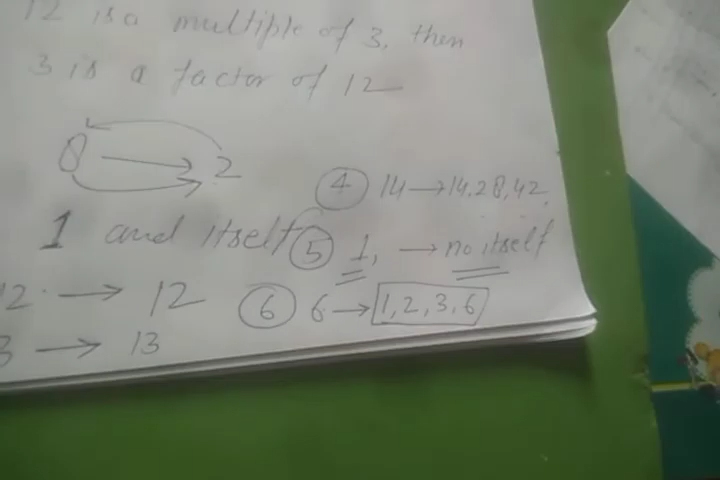 12 is a multiple of 3, then
3 is a factor of 12
8 → 2
④ 14 → 14, 28, 42,
1 and itself
⑤ 1, → no itself
12 → 12
⑥ 6 → 1, 2, 3, 6
3 → 13